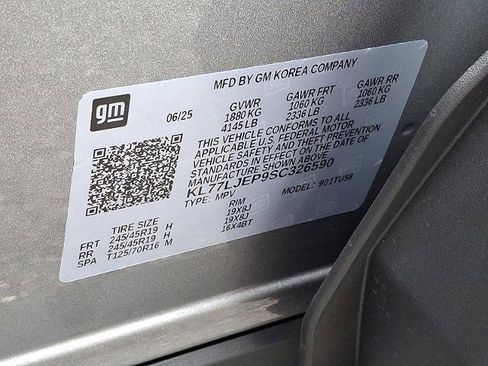 gm
MFD BY GM KOREA COMPANY
06/25 GVWR GAWR FRT GAWR RR
1880 KG 1060 KG 1060 KG
4145 LB 2336 LB 2336 LB
THIS VEHICLE CONFORMS TO ALL
APPLICABLE U.S. FEDERAL MOTOR
VEHICLE SAFETY AND THEFT PREVENTION
STANDARDS IN EFFECT ON THE DATE OF
MANUFACTURE SHOWN ABOVE
KL77LJEP9SC326590
TYPE: MPV MODEL: 901TU58
TIRE SIZE RIM
FRT 245/45R19 H 19X8J
RR 245/45R19 H 19X8J
SPA T125/70R16 M 16X4BT